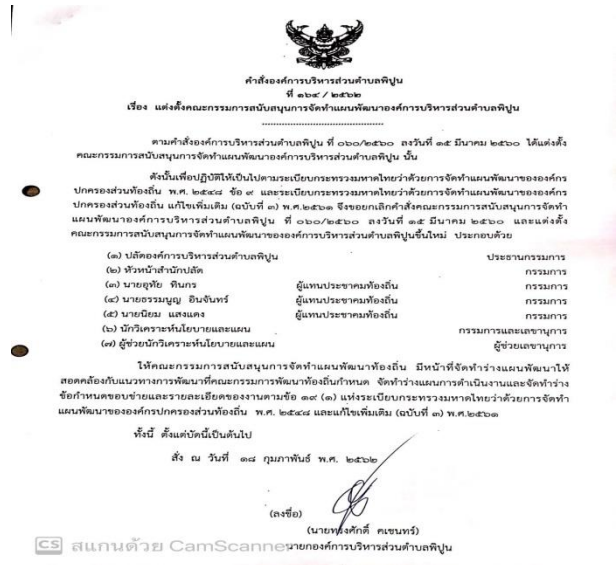 คำสั่งองค์การบริหารส่วนตำบลพิปูน
ที่ ๑๖๔ / ๒๕๖๒
เรื่อง แต่งตั้งคณะกรรมการสนับสนุนการจัดทำแผนพัฒนาองค์การบริหารส่วนตำบลพิปูน
ตามคำสั่งองค์การบริหารส่วนตำบลพิปูน ที่ ๐๖๐/๒๕๖๐ ลงวันที่ ๑๕ มีนาคม ๒๕๖๐ ได้แต่งตั้ง
คณะกรรมการสนับสนุนการจัดทำแผนพัฒนาองค์การบริหารส่วนตำบลพิปูน นั้น
ดังนั้นเพื่อปฏิบัติให้เป็นไปตามระเบียบกระทรวงมหาดไทยว่าด้วยการจัดทำแผนพัฒนาขององค์กร
ปกครองส่วนท้องถิ่น พ.ศ. ๒๕๔๘ ข้อ ๙ และระเบียบกระทรวงมหาดไทยว่าด้วยการจัดทำแผนพัฒนาขององค์กร
ปกครองส่วนท้องถิ่น แก้ไขเพิ่มเติม (ฉบับที่ ๓) พ.ศ.๒๕๖๑ จึงขอยกเลิกคำสั่งคณะกรรมการสนับสนุนการจัดทำ
แผนพัฒนาองค์การบริหารส่วนตำบลพิปูน ที่ ๐๖๐/๒๕๖๐ ลงวันที่ ๑๕ มีนาคม ๒๕๖๐ และแต่งตั้ง
คณะกรรมการสนับสนุนการจัดทำแผนพัฒนาขององค์การบริหารส่วนตำบลพิปูนขึ้นใหม่ ประกอบด้วย
(๑) ปลัดองค์การบริหารส่วนตำบลพิปูน ประธานกรรมการ
(๒) หัวหน้าสำนักปลัด กรรมการ
(๓) นายอุทัย ทินกร ผู้แทนประชาคมท้องถิ่น กรรมการ
(๔) นายธรรมนูญ อินจันทร์ ผู้แทนประชาคมท้องถิ่น กรรมการ
(๕) นายนิยม แสงแดง ผู้แทนประชาคมท้องถิ่น กรรมการ
(๖) นักวิเคราะห์นโยบายและแผน กรรมการและเลขานุการ
(๗) ผู้ช่วยนักวิเคราะห์นโยบายและแผน ผู้ช่วยเลขานุการ
ให้คณะกรรมการสนับสนุนการจัดทำแผนพัฒนาท้องถิ่น มีหน้าที่จัดทำร่างแผนพัฒนาให้
สอดคล้องกับแนวทางการพัฒนาที่คณะกรรมการพัฒนาท้องถิ่นกำหนด จัดทำร่างแผนการดำเนินงานและจัดทำร่าง
ข้อกำหนดขอบข่ายและรายละเอียดของงานตามข้อ ๑๙ (๑) แห่งระเบียบกระทรวงมหาดไทยว่าด้วยการจัดทำ
แผนพัฒนาขององค์กรปกครองส่วนท้องถิ่น พ.ศ. ๒๕๔๘ และแก้ไขเพิ่มเติม (ฉบับที่ ๓) พ.ศ.๒๕๖๑
ทั้งนี้ ตั้งแต่บัดนี้เป็นต้นไป
สั่ง ณ วันที่ ๑๘ กุมภาพันธ์ พ.ศ. ๒๕๖๒
(ลงชื่อ)
(นายทรงศักดิ์ คเชนทร์)
นายกองค์การบริหารส่วนตำบลพิปูน
CS สแกนด้วย CamScanner